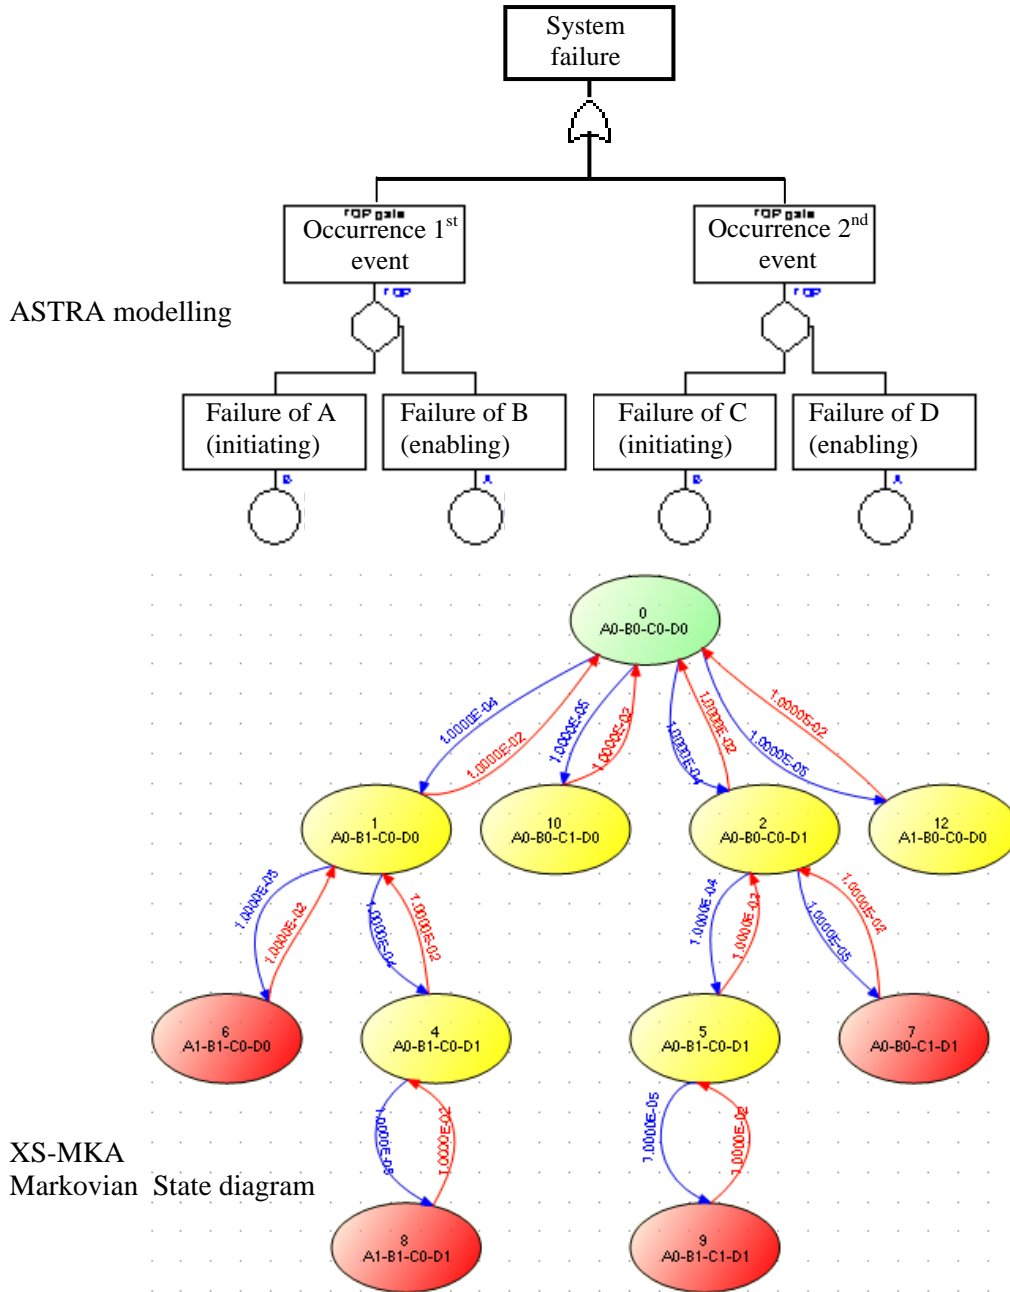 System
failure
TOP gate
Occurrence 1st
event
TOP
TOP gate
Occurrence 2nd
event
TOP
ASTRA modelling
Failure of A
(initiating)
B
Failure of B
(enabling)
A
Failure of C
(initiating)
B
Failure of D
(enabling)
A
0
A0-B0-C0-D0
1.0000E-04
1.0000E-02
1.0000E-05
1.0000E-02
1.0000E-04
1.0000E-02
1.0000E-05
1.0000E-02
1
A0-B1-C0-D0
10
A0-B0-C1-D0
2
A0-B0-C0-D1
12
A1-B0-C0-D0
1.0000E-05
1.0000E-02
1.0000E-04
1.0000E-02
1.0000E-04
1.0000E-02
1.0000E-05
1.0000E-02
6
A1-B1-C0-D0
4
A0-B1-C0-D1
5
A0-B1-C0-D1
7
A0-B0-C1-D1
1.0000E-05
1.0000E-02
1.0000E-05
1.0000E-02
XS-MKA
Markovian State diagram
8
A1-B1-C0-D1
9
A0-B1-C1-D1